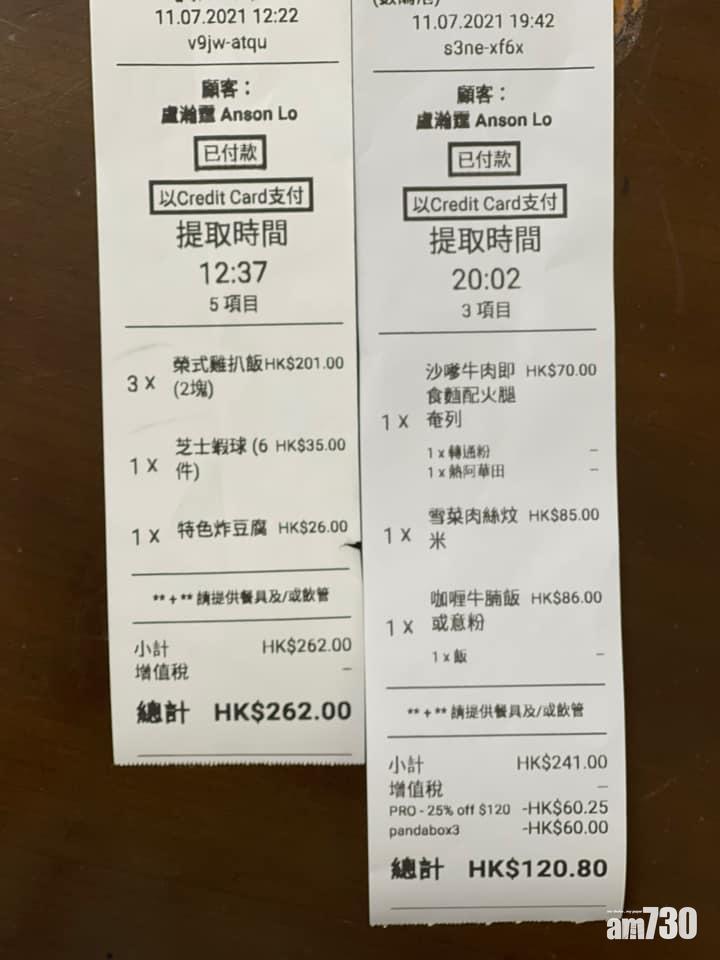 11.07.2021 12:22
v9jw-atqu
顧客：
盧瀚霆 Anson Lo
已付款
以Credit Card支付
提取時間
12:37
5 項目
3 x 榮式雞扒飯 HK$201.00
(2塊)
1 x 芝士蝦球 (6 HK$35.00
件)
1 x 特色炸豆腐 HK$26.00
** + ** 請提供餐具及/或飲管
小計 HK$262.00
增值稅 –
總計 HK$262.00
11.07.2021 19:42
s3ne-xf6x
顧客：
盧瀚霆 Anson Lo
已付款
以Credit Card支付
提取時間
20:02
3 項目
沙嗲牛肉即 HK$70.00
食麵配火腿
1 x 奄列
1 x 轉通粉 –
1 x 熱阿華田 –
雪菜肉絲炆 HK$85.00
1 x 米
咖喱牛腩飯 HK$86.00
1 x 或意粉
1 x 飯 –
** + ** 請提供餐具及/或飲管
小計 HK$241.00
增值稅 –
PRO - 25% off $120 -HK$60.25
pandabox3 -HK$60.00
總計 HK$120.80
am730